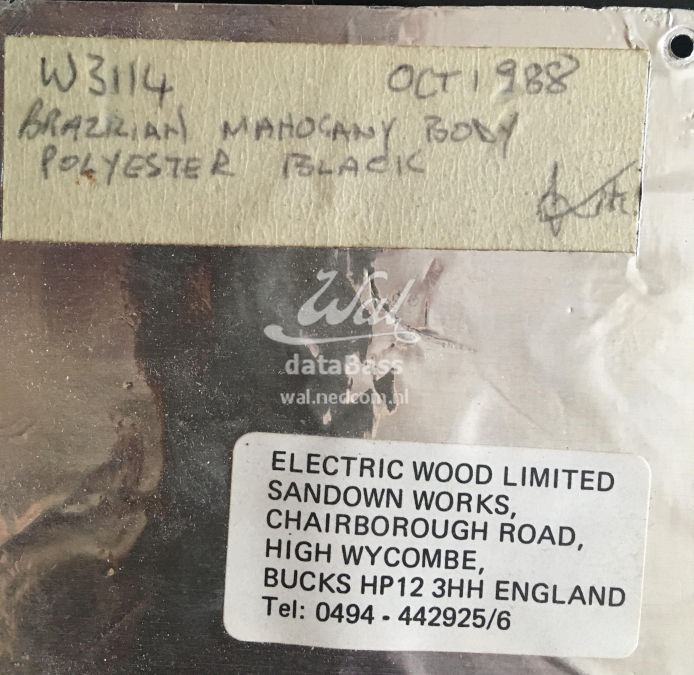 W3114 OCT 1988
BRAZILIAN MAHOGANY BODY
POLYESTER BLACK
Wal
dataBass
wal.nedcom.nl
ELECTRIC WOOD LIMITED
SANDOWN WORKS,
CHAIRBOROUGH ROAD,
HIGH WYCOMBE,
BUCKS HP12 3HH ENGLAND
Tel: 0494 - 442925/6